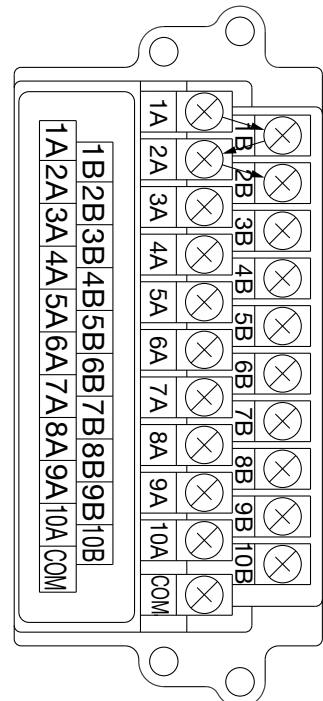 1A 2A 3A 4A 5A 6A 7A 8A 9A 10A COM
1B 2B 3B 4B 5B 6B 7B 8B 9B 10B
1A
2A
3A
4A
5A
6A
7A
8A
9A
10A
COM
1B
2B
3B
4B
5B
6B
7B
8B
9B
10B